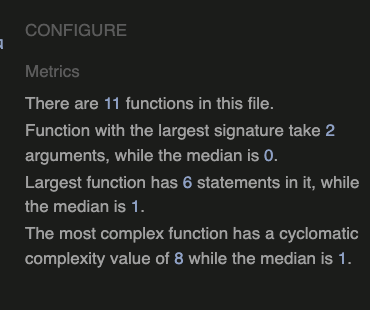 CONFIGURE
Metrics
There are 11 functions in this file.
Function with the largest signature take 2
arguments, while the median is 0.
Largest function has 6 statements in it, while
the median is 1.
The most complex function has a cyclomatic
complexity value of 8 while the median is 1.